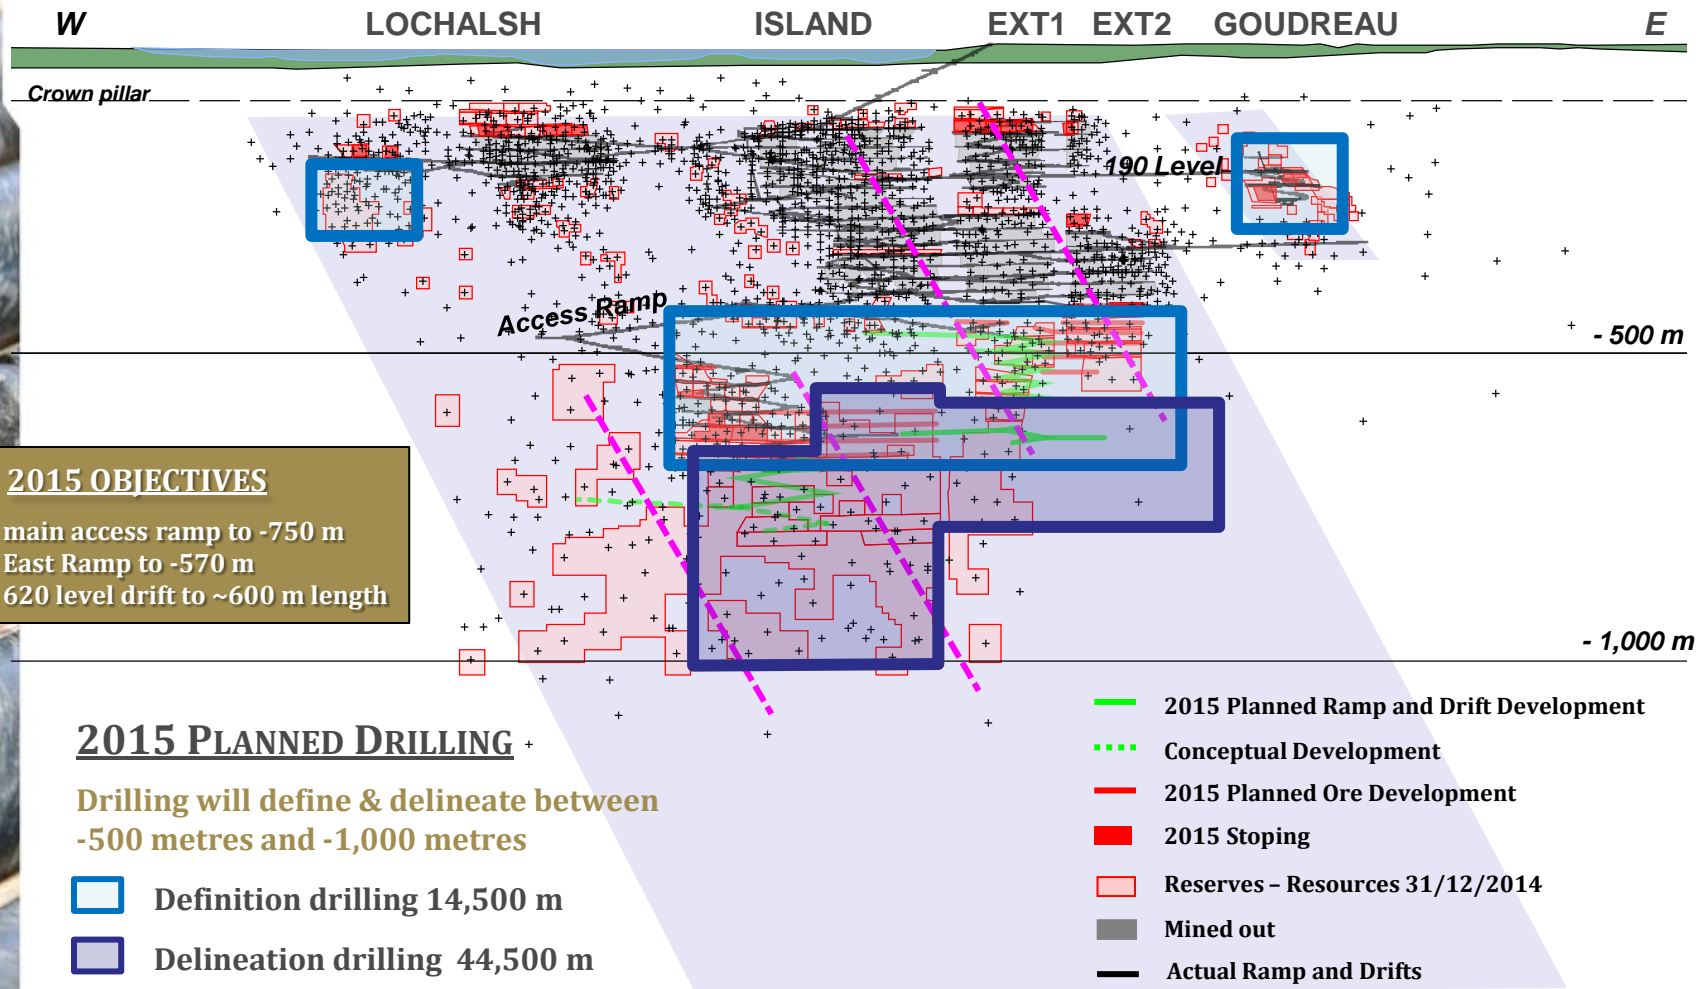 W LOCHALSH ISLAND EXT1 EXT2 GOUDREAU E
Crown pillar
190 Level
Access Ramp
- 500 m
2015 OBJECTIVES
main access ramp to -750 m
East Ramp to -570 m
620 level drift to ~600 m length
- 1,000 m
2015 PLANNED DRILLING
Drilling will define & delineate between
-500 metres and -1,000 metres
Definition drilling 14,500 m
Delineation drilling 44,500 m
2015 Planned Ramp and Drift Development
Conceptual Development
2015 Planned Ore Development
2015 Stoping
Reserves – Resources 31/12/2014
Mined out
Actual Ramp and Drifts